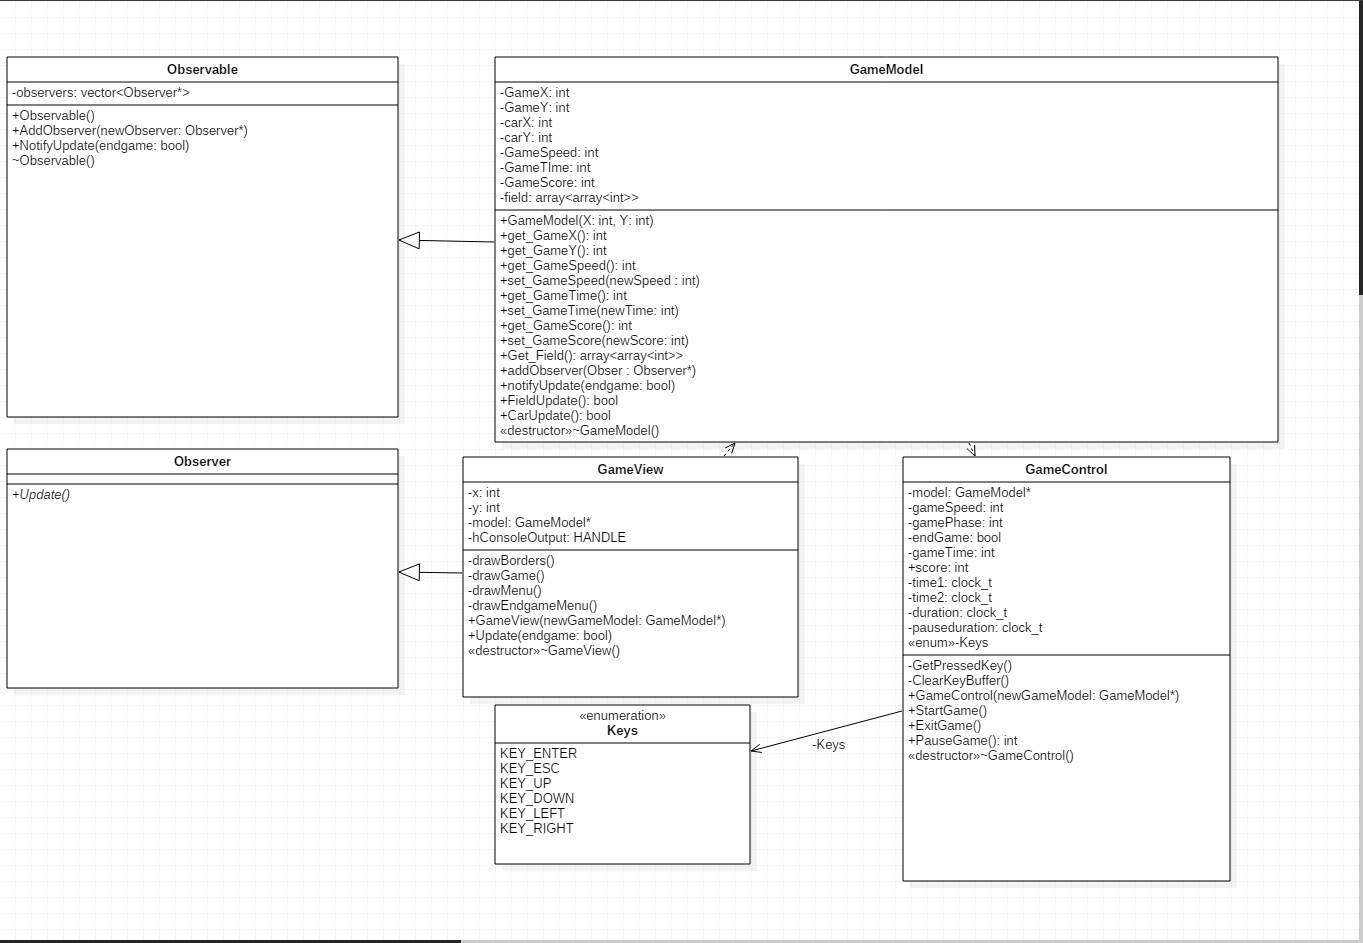 Observable
-observers: vector<Observer*>
+Observable()
+AddObserver(newObserver: Observer*)
+NotifyUpdate(endgame: bool)
~Observable()
GameModel
-GameX: int
-GameY: int
-carX: int
-carY: int
-GameSpeed: int
-GameTIme: int
-GameScore: int
-field: array<array<int>>
+GameModel(X: int, Y: int)
+get_GameX(): int
+get_GameY(): int
+get_GameSpeed(): int
+set_GameSpeed(newSpeed : int)
+get_GameTime(): int
+set_GameTime(newTime: int)
+get_GameScore(): int
+set_GameScore(newScore: int)
+Get_Field(): array<array<int>>
+addObserver(Obser : Observer*)
+notifyUpdate(endgame: bool)
+FieldUpdate(): bool
+CarUpdate(): bool
«destructor»~GameModel()
Observer
+Update()
GameView
-x: int
-y: int
-model: GameModel*
-hConsoleOutput: HANDLE
-drawBorders()
-drawGame()
-drawMenu()
-drawEndgameMenu()
+GameView(newGameModel: GameModel*)
+Update(endgame: bool)
«destructor»~GameView()
GameControl
-model: GameModel*
-gameSpeed: int
-gamePhase: int
-endGame: bool
-gameTime: int
+score: int
-time1: clock_t
-time2: clock_t
-duration: clock_t
-pauseduration: clock_t
«enum»-Keys
-GetPressedKey()
-ClearKeyBuffer()
+GameControl(newGameModel: GameModel*)
+StartGame()
+ExitGame()
+PauseGame(): int
«destructor»~GameControl()
«enumeration»
Keys
KEY_ENTER
KEY_ESC
KEY_UP
KEY_DOWN
KEY_LEFT
KEY_RIGHT
-Keys